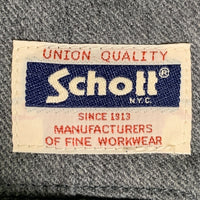 UNION QUALITY
Schott®
N.Y.C.
SINCE 1913
MANUFACTURERS
OF FINE WORKWEAR